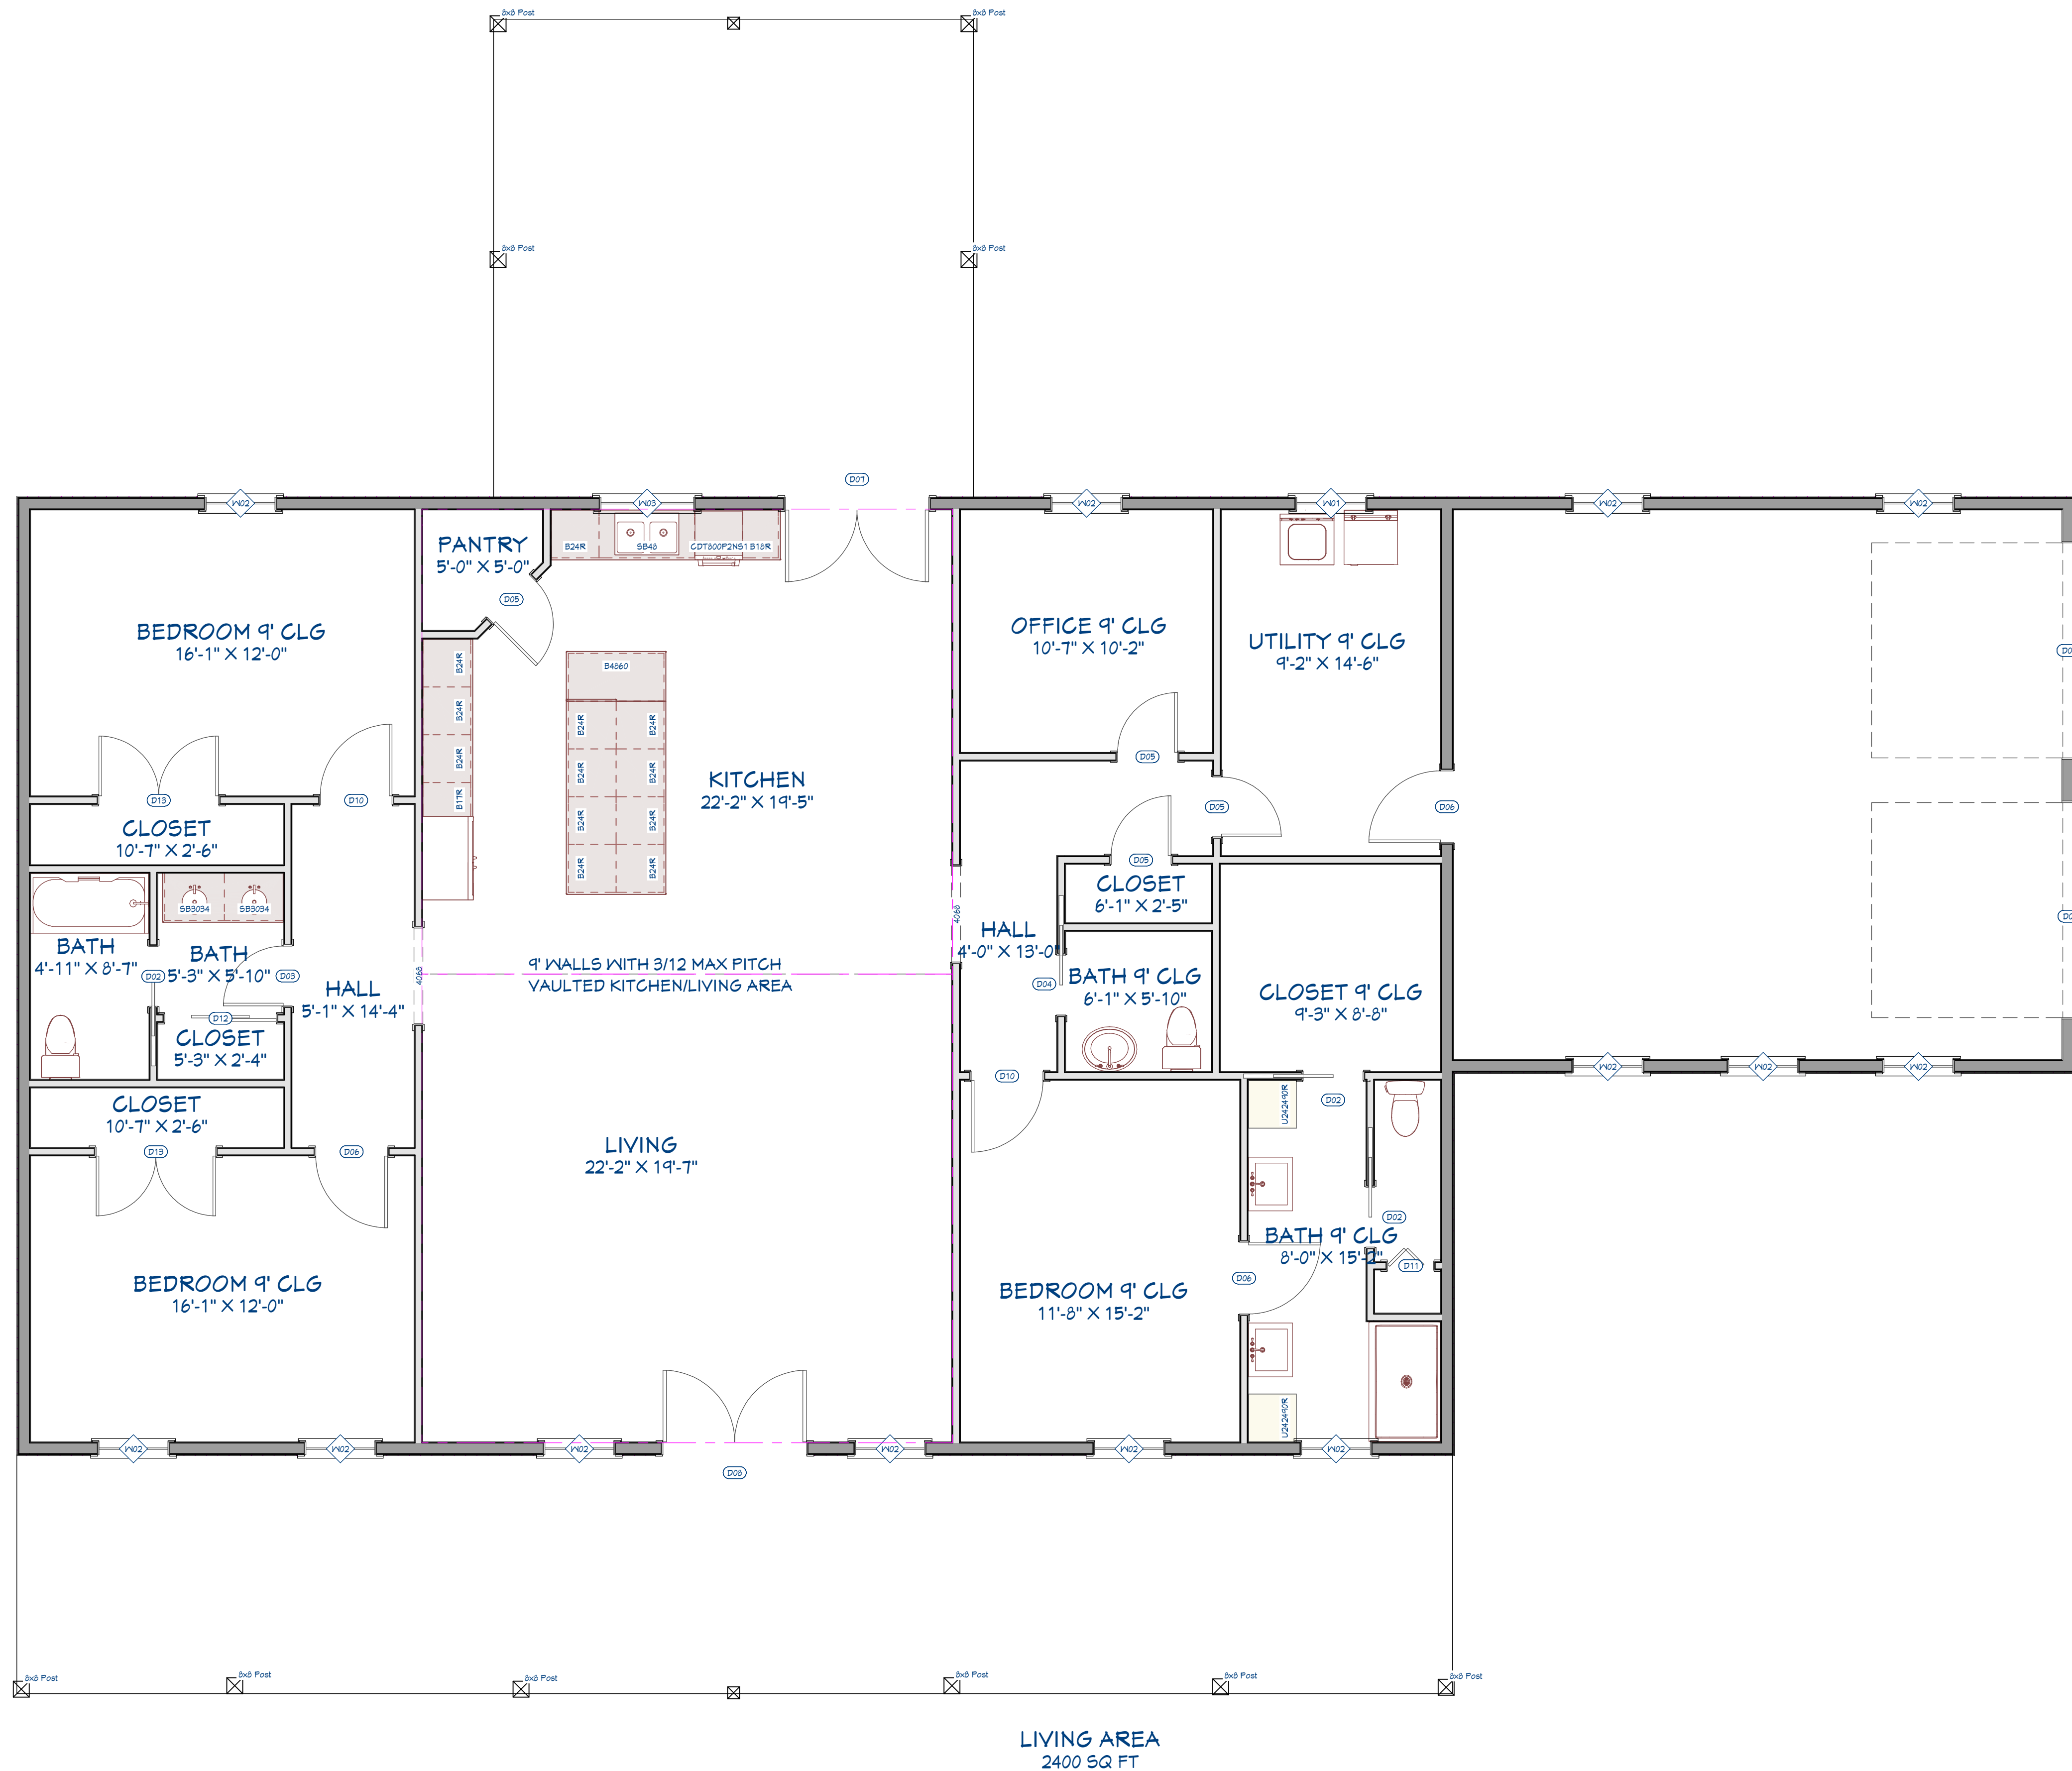 8x8 Post
8x8 Post
8x8 Post
8x8 Post
D07
W02
W03
W02
W01
W02
W02
PANTRY
5'-0" X 5'-0"
B24R
SB48
CDT800P2NS1
B18R
D05
BEDROOM 9' CLG
16'-1" X 12'-0"
OFFICE 9' CLG
10'-7" X 10'-2"
UTILITY 9' CLG
9'-2" X 14'-6"
B4860
B24R
B24R
B24R
B17R
B24R
B24R
B24R
B24R
B24R
B24R
B24R
B24R
KITCHEN
22'-2" X 19'-5"
D05
D13
D10
D05
D06
CLOSET
10'-7" X 2'-6"
D05
CLOSET
6'-1" X 2'-5"
SB3034
SB3034
4068
HALL
4'-0" X 13'-0"
BATH
4'-11" X 8'-7"
BATH
5'-3" X 5'-10"
D02
D03
4068
9' WALLS WITH 3/12 MAX PITCH
VAULTED KITCHEN/LIVING AREA
D04
BATH 9' CLG
6'-1" X 5'-10"
CLOSET 9' CLG
9'-3" X 8'-8"
HALL
5'-1" X 14'-4"
D12
CLOSET
5'-3" X 2'-4"
W02
W02
W02
D10
CLOSET
10'-7" X 2'-6"
U242490R
D02
D13
D06
LIVING
22'-2" X 19'-7"
D02
BATH 9' CLG
8'-0" X 15'-2"
D11
D06
BEDROOM 9' CLG
16'-1" X 12'-0"
BEDROOM 9' CLG
11'-8" X 15'-2"
U242490R
W02
W02
W02
W02
W02
W02
D08
8x8 Post
8x8 Post
8x8 Post
8x8 Post
8x8 Post
8x8 Post
LIVING AREA
2400 SQ FT